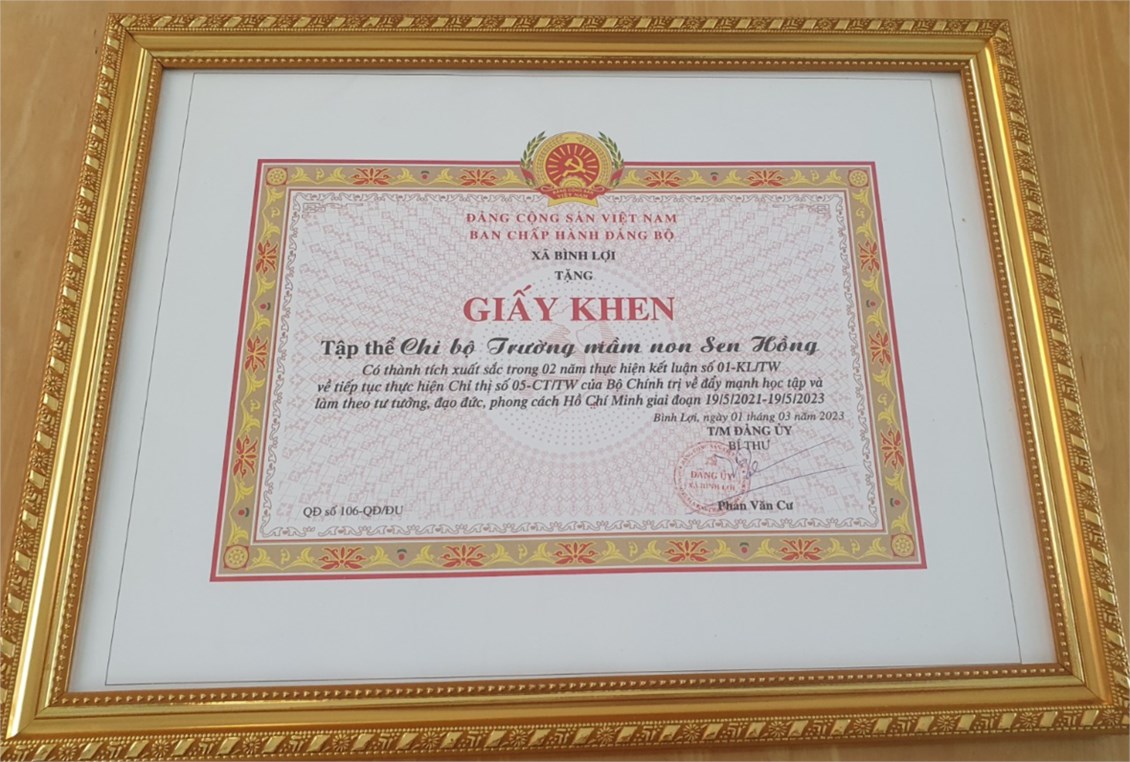 ĐẢNG CỘNG SẢN VIỆT NAM
BAN CHẤP HÀNH ĐẢNG BỘ
XÃ BÌNH LỢI
TẶNG
GIẤY KHEN
Tập thể Chi bộ Trường mầm non Sen Hồng
Có thành tích xuất sắc trong 02 năm thực hiện kết luận số 01-KL/TW
về tiếp tục thực hiện Chỉ thị số 05-CT/TW của Bộ Chính trị về đẩy mạnh học tập và
làm theo tư tưởng, đạo đức, phong cách Hồ Chí Minh giai đoạn 19/5/2021-19/5/2023
Bình Lợi, ngày 01 tháng 03 năm 2023
T/M ĐẢNG ỦY
BÍ THƯ
ĐẢNG ỦY
XÃ BÌNH LỢI
Phan Văn Cư
QĐ số 106-QĐ/ĐU